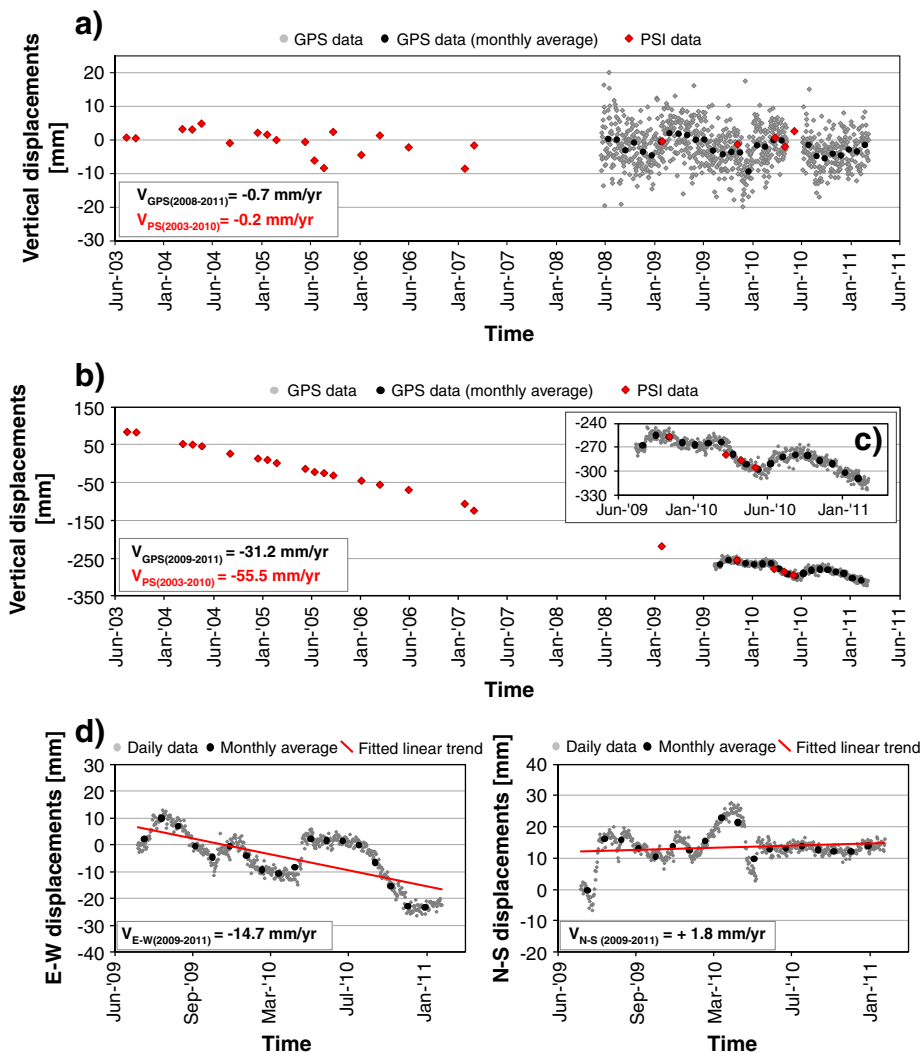 a)
GPS data GPS data (monthly average) PSI data
Vertical displacements
[mm]
20
10
0
-10
-20
-30
V GPS(2008-2011) = -0.7 mm/yr
V PS(2003-2010) = -0.2 mm/yr
Jun-'03 Jan-'04 Jun-'04 Jan-'05 Jun-'05 Jan-'06 Jun-'06 Jan-'07 Jun-'07 Jan-'08 Jun-'08 Jan-'09 Jun-'09 Jan-'10 Jun-'10 Jan-'11 Jun-'11
Time
b)
GPS data GPS data (monthly average) PSI data
Vertical displacements
[mm]
150
50
-50
-150
-250
-350
V GPS(2009-2011) = -31.2 mm/yr
V PS(2003-2010) = -55.5 mm/yr
c)
-240
-270
-300
-330
Jun-'09 Jan-'10 Jun-'10 Jan-'11
Jun-'03 Jan-'04 Jun-'04 Jan-'05 Jun-'05 Jan-'06 Jun-'06 Jan-'07 Jun-'07 Jan-'08 Jun-'08 Jan-'09 Jun-'09 Jan-'10 Jun-'10 Jan-'11 Jun-'11
Time
d)
Daily data Monthly average Fitted linear trend
E-W displacements [mm]
30
20
10
0
-10
-20
-30
-40
V E-W(2009-2011) = -14.7 mm/yr
Jun-'09 Sep-'09 Mar-'10 Jul-'10 Jan-'11
Time
Daily data Monthly average Fitted linear trend
N-S displacements [mm]
40
30
20
10
0
-10
-20
V N-S (2009-2011) = + 1.8 mm/yr
Jun-'09 Sep-'09 Mar-'10 Jul-'10 Jan-'11
Time